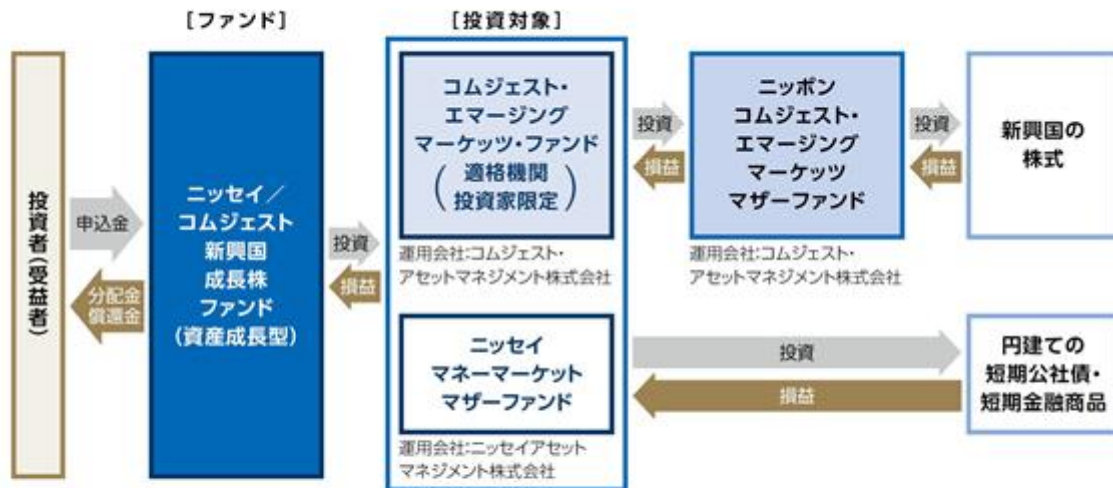 [ファンド]
[投資対象]
投資者(受益者)
申込金
分配金
償還金
ニッセイ／
コムジェスト
新興国
成長株
ファンド
(資産成長型)
投資
損益
コムジェスト・
エマージング
マーケッツ・ファンド
(適格機関
投資家限定)
運用会社:コムジェスト・
アセットマネジメント株式会社
投資
損益
ニッポン
コムジェスト・
エマージング
マーケッツ
マザーファンド
運用会社:コムジェスト・
アセットマネジメント株式会社
投資
損益
新興国の
株式
ニッセイ
マネーマーケット
マザーファンド
運用会社:ニッセイアセット
マネジメント株式会社
投資
損益
円建ての
短期公社債・
短期金融商品